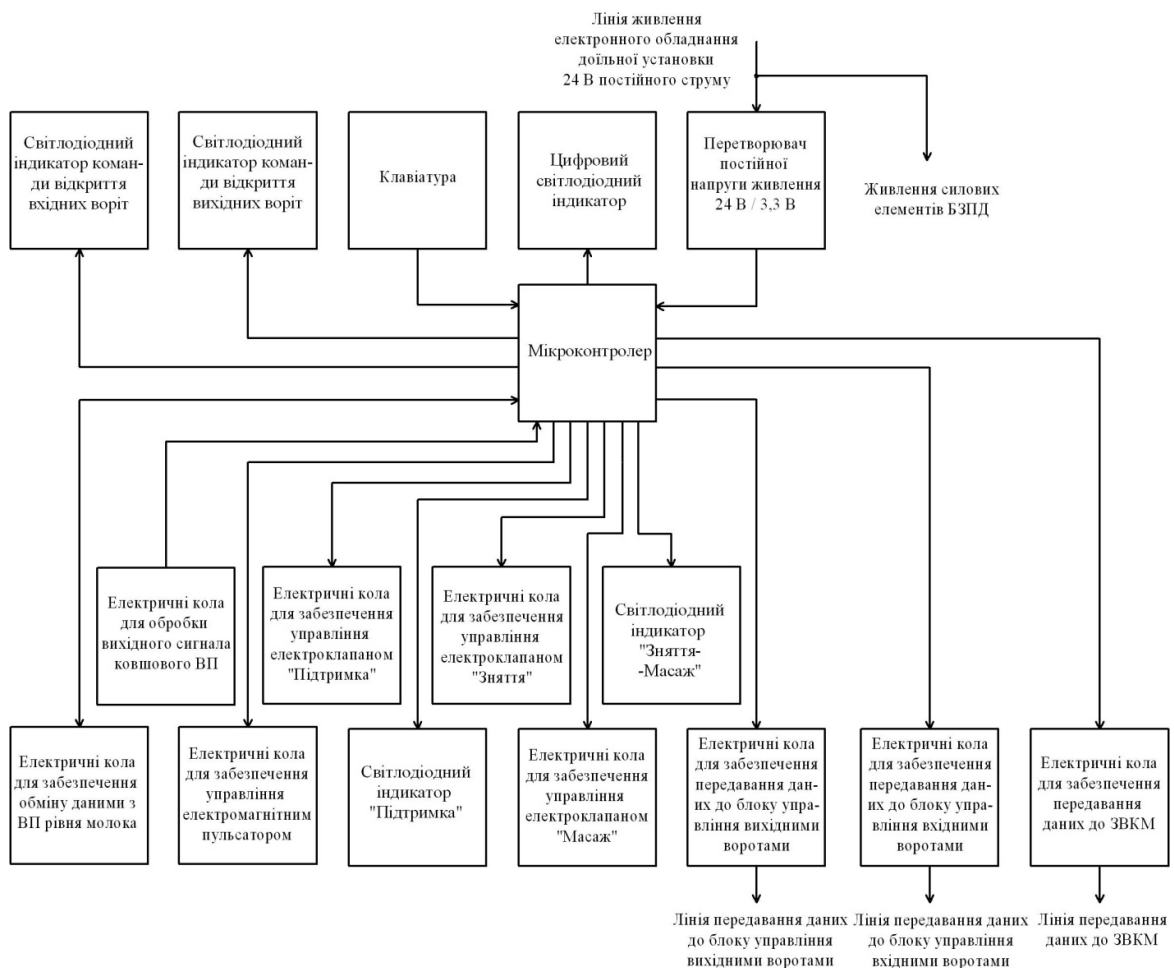 Лінія живлення
електронного обладнання
доїльної установки
24 В постійного струму
Світлодіодний
індикатор коман-
ди відкриття
вхідних воріт
Світлодіодний
індикатор коман-
ди відкриття
вихідних воріт
Клавіатура
Цифровий
світлодіодний
індикатор
Перетворювач
постійної
напруги живлення
24 В / 3,3 В
Живлення силових
елементів БЗПД
Мікроконтролер
Електричні кола
для обробки
вихідного сигнала
ковшового ВП
Електричні кола
для забезпечення
управління
електроклапаном
"Підтримка"
Електричні кола
для забезпечення
управління
електроклапаном
"Зняття"
Світлодіодний
індикатор
"Зняття-
-Масаж"
Електричні кола
для забезпечення
обміну даними з
ВП рівня молока
Електричні кола
для забезпечення
управління
електромагнітним
пульсатором
Світлодіодний
індикатор
"Підтримка"
Електричні кола
для забезпечення
управління
електроклапаном
"Масаж"
Електричні кола
для забезпечення
передавання дан-
них до блоку упра-
вління вихідними
воротами
Електричні кола
для забезпечення
передавання дан-
них до блоку упра-
вління вхідними
воротами
Електричні кола
для забезпечення
передавання
даних до ЗВКМ
Лінія передавання даних
до блоку управління
вихідними воротами
Лінія передавання даних
до блоку управління
вхідними воротами
Лінія передавання
даних до ЗВКМ